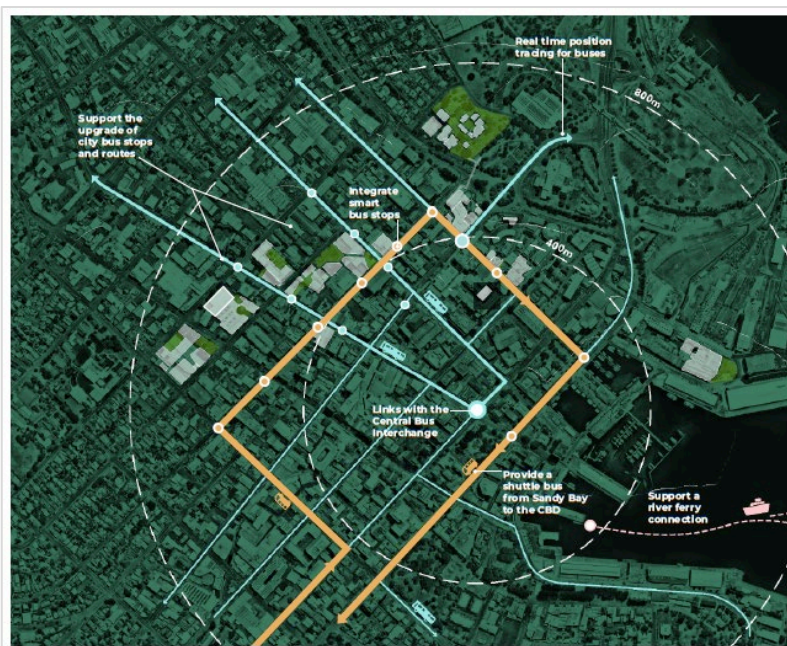 Real time position
tracing for buses
800m
Support the
upgrade of
city bus stops
and routes
Integrate
smart
bus stops
400m
Links with the
Central Bus
Interchange
Provide a
shuttle bus
from Sandy Bay
to the CBD
Support a
river ferry
connection